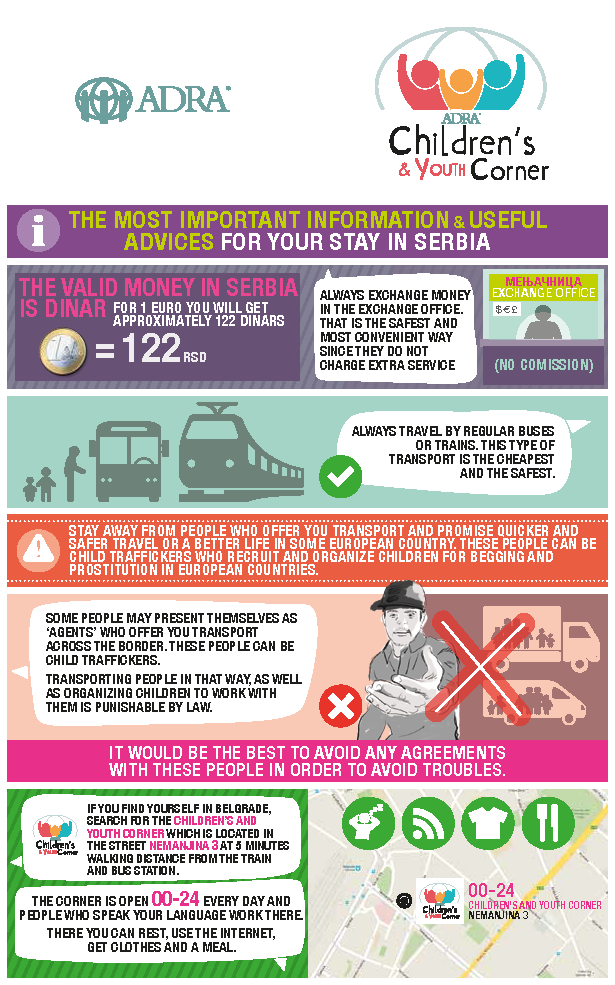 ADRA
ADRA
Children's
& YOUTH Corner
i
THE MOST IMPORTANT INFORMATION & USEFUL
ADVICES FOR YOUR STAY IN SERBIA
THE VALID MONEY IN SERBIA
IS DINAR FOR 1 EURO YOU WILL GET
APPROXIMATELY 122 DINARS
= 122 RSD
ALWAYS EXCHANGE MONEY
IN THE EXCHANGE OFFICE.
THAT IS THE SAFEST AND
MOST CONVENIENT WAY
SINCE THEY DO NOT
CHARGE EXTRA SERVICE
МЕЊАЧНИЦА
EXCHANGE OFFICE
$€£
(NO COMISSION)
ALWAYS TRAVEL BY REGULAR BUSES
OR TRAINS. THIS TYPE OF
TRANSPORT IS THE CHEAPEST
AND THE SAFEST.
!
STAY AWAY FROM PEOPLE WHO OFFER YOU TRANSPORT AND PROMISE QUICKER AND
SAFER TRAVEL OR A BETTER LIFE IN SOME EUROPEAN COUNTRY. THESE PEOPLE CAN BE
CHILD TRAFFICKERS WHO RECRUIT AND ORGANIZE CHILDREN FOR BEGGING AND
PROSTITUTION IN EUROPEAN COUNTRIES.
SOME PEOPLE MAY PRESENT THEMSELVES AS
'AGENTS' WHO OFFER YOU TRANSPORT
ACROSS THE BORDER. THESE PEOPLE CAN BE
CHILD TRAFFICKERS.
TRANSPORTING PEOPLE IN THAT WAY, AS WELL
AS ORGANIZING CHILDREN TO WORK WITH
THEM IS PUNISHABLE BY LAW.
IT WOULD BE THE BEST TO AVOID ANY AGREEMENTS
WITH THESE PEOPLE IN ORDER TO AVOID TROUBLES.
Children's
& YOUTH Corner
IF YOU FIND YOURSELF IN BELGRADE,
SEARCH FOR THE CHILDREN'S AND
YOUTH CORNER WHICH IS LOCATED IN
THE STREET NEMANJINA 3 AT 5 MINUTES
WALKING DISTANCE FROM THE TRAIN
AND BUS STATION.
THE CORNER IS OPEN 00-24 EVERY DAY AND
PEOPLE WHO SPEAK YOUR LANGUAGE WORK THERE.
THERE YOU CAN REST, USE THE INTERNET,
GET CLOTHES AND A MEAL.
Children's
& YOUTH Corner
00-24
CHILDREN'S AND YOUTH CORNER
NEMANJINA 3